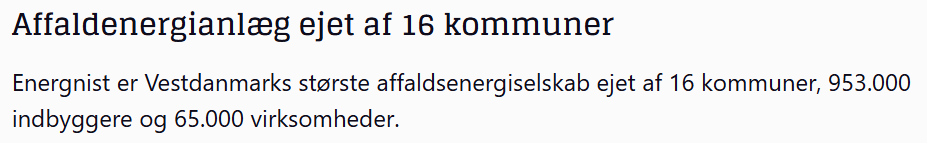 Affaldenergianlæg ejet af 16 kommuner
Energnist er Vestdanmarks største affaldsenergiselskab ejet af 16 kommuner, 953.000
indbyggere og 65.000 virksomheder.